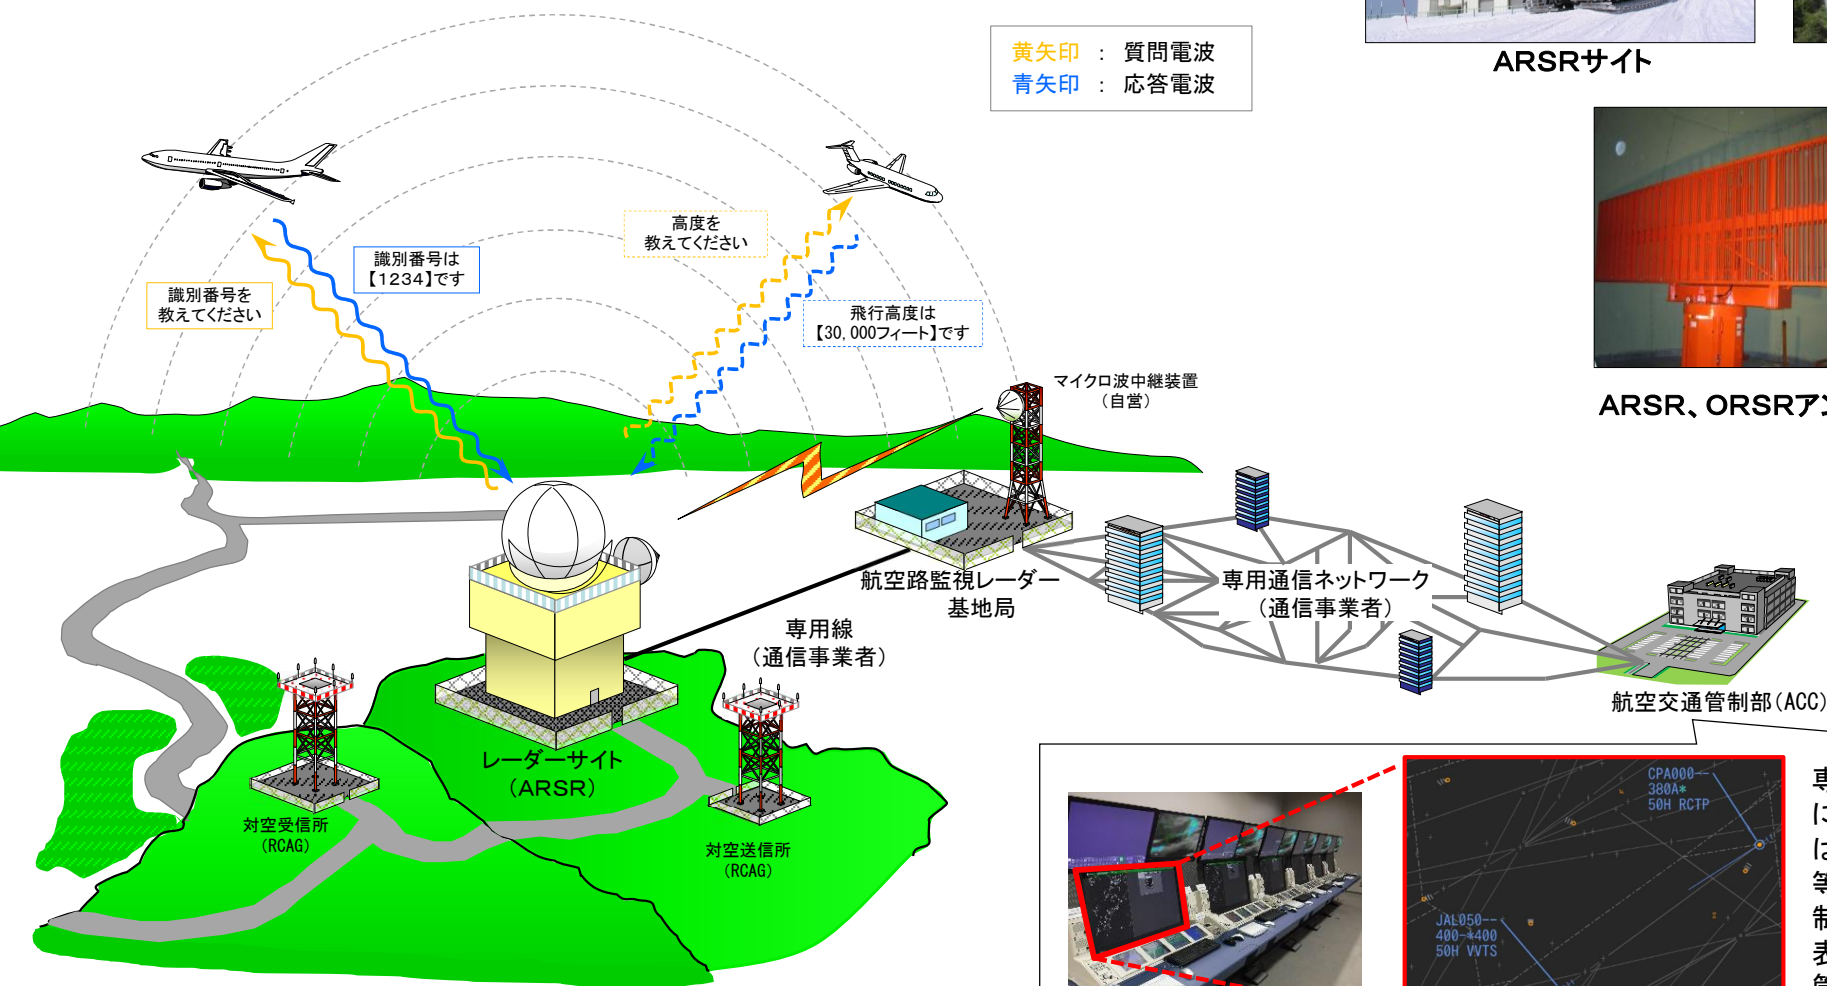 黄矢印 ： 質問電波
青矢印 ： 応答電波
ARSRサイト
高度を
教えてください
識別番号は
【1234】です
識別番号を
教えてください
飛行高度は
【30,000フィート】です
マイクロ波中継装置
（自営）
ARSR、ORSRア
航空路監視レーダー
基地局
専用通信ネットワーク
（通信事業者）
専用線
（通信事業者）
航空交通管制部(ACC)
レーダーサイト
（ARSR）
対空受信所
(RCAG)
対空送信所
(RCAG)
CPA000--
380A*
50H RCTP
JAL050--
400-*400
50H VVTS
専
に
は
等
制
表